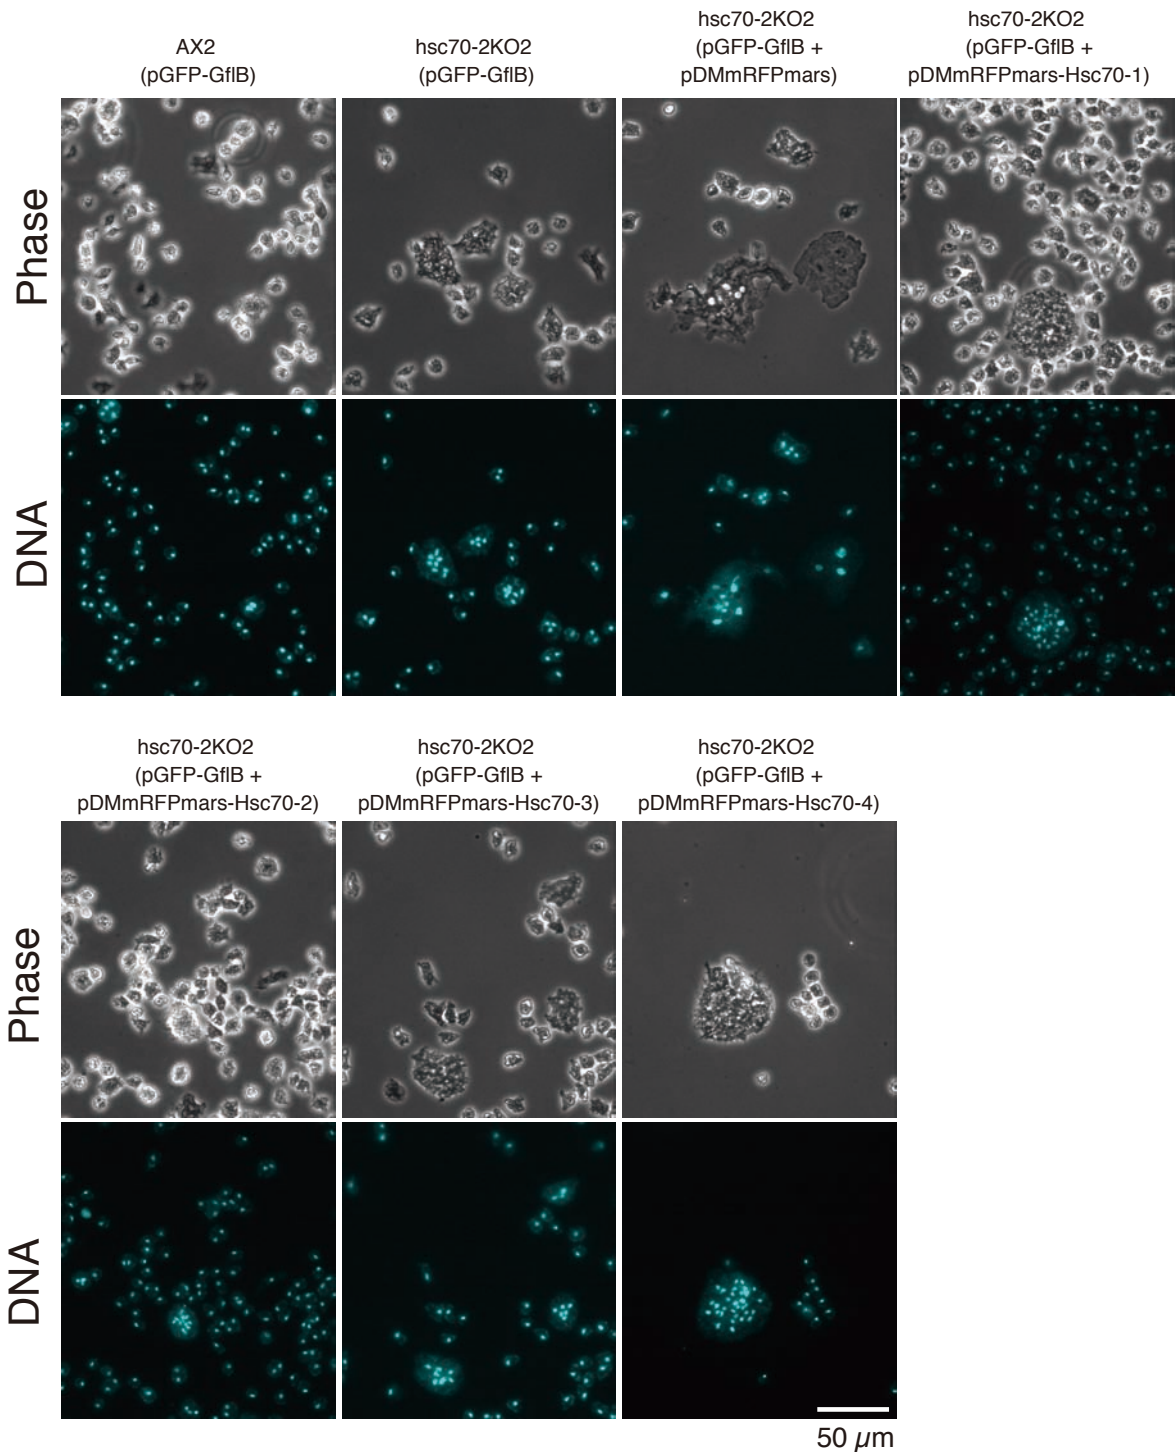 AX2
(pGFP-GflB)
hsc70-2KO2
(pGFP-GflB)
hsc70-2KO2
(pGFP-GflB +
pDMmRFPmars)
hsc70-2KO2
(pGFP-GflB +
pDMmRFPmars-Hsc70-1)
Phase
DNA
hsc70-2KO2
(pGFP-GflB +
pDMmRFPmars-Hsc70-2)
hsc70-2KO2
(pGFP-GflB +
pDMmRFPmars-Hsc70-3)
hsc70-2KO2
(pGFP-GflB +
pDMmRFPmars-Hsc70-4)
Phase
DNA
50 µm